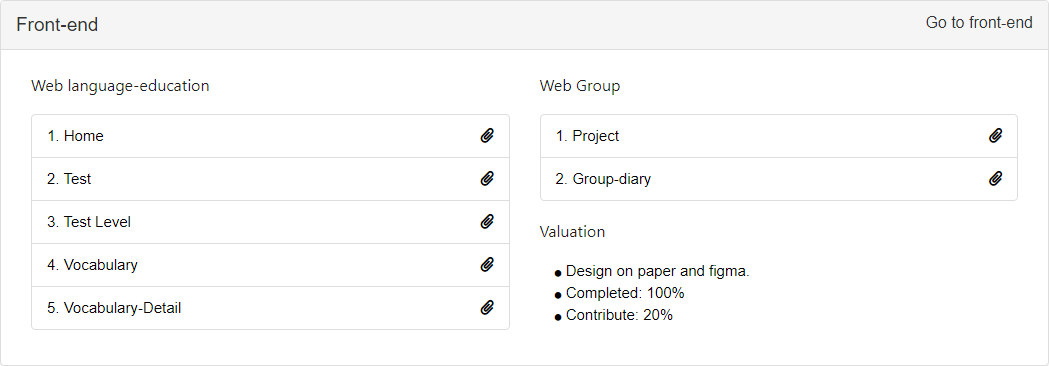 Front-end
Go to front-end
Web language-education
1. Home
2. Test
3. Test Level
4. Vocabulary
5. Vocabulary-Detail
Web Group
1. Project
2. Group-diary
Valuation
● Design on paper and figma.
● Completed: 100%
● Contribute: 20%